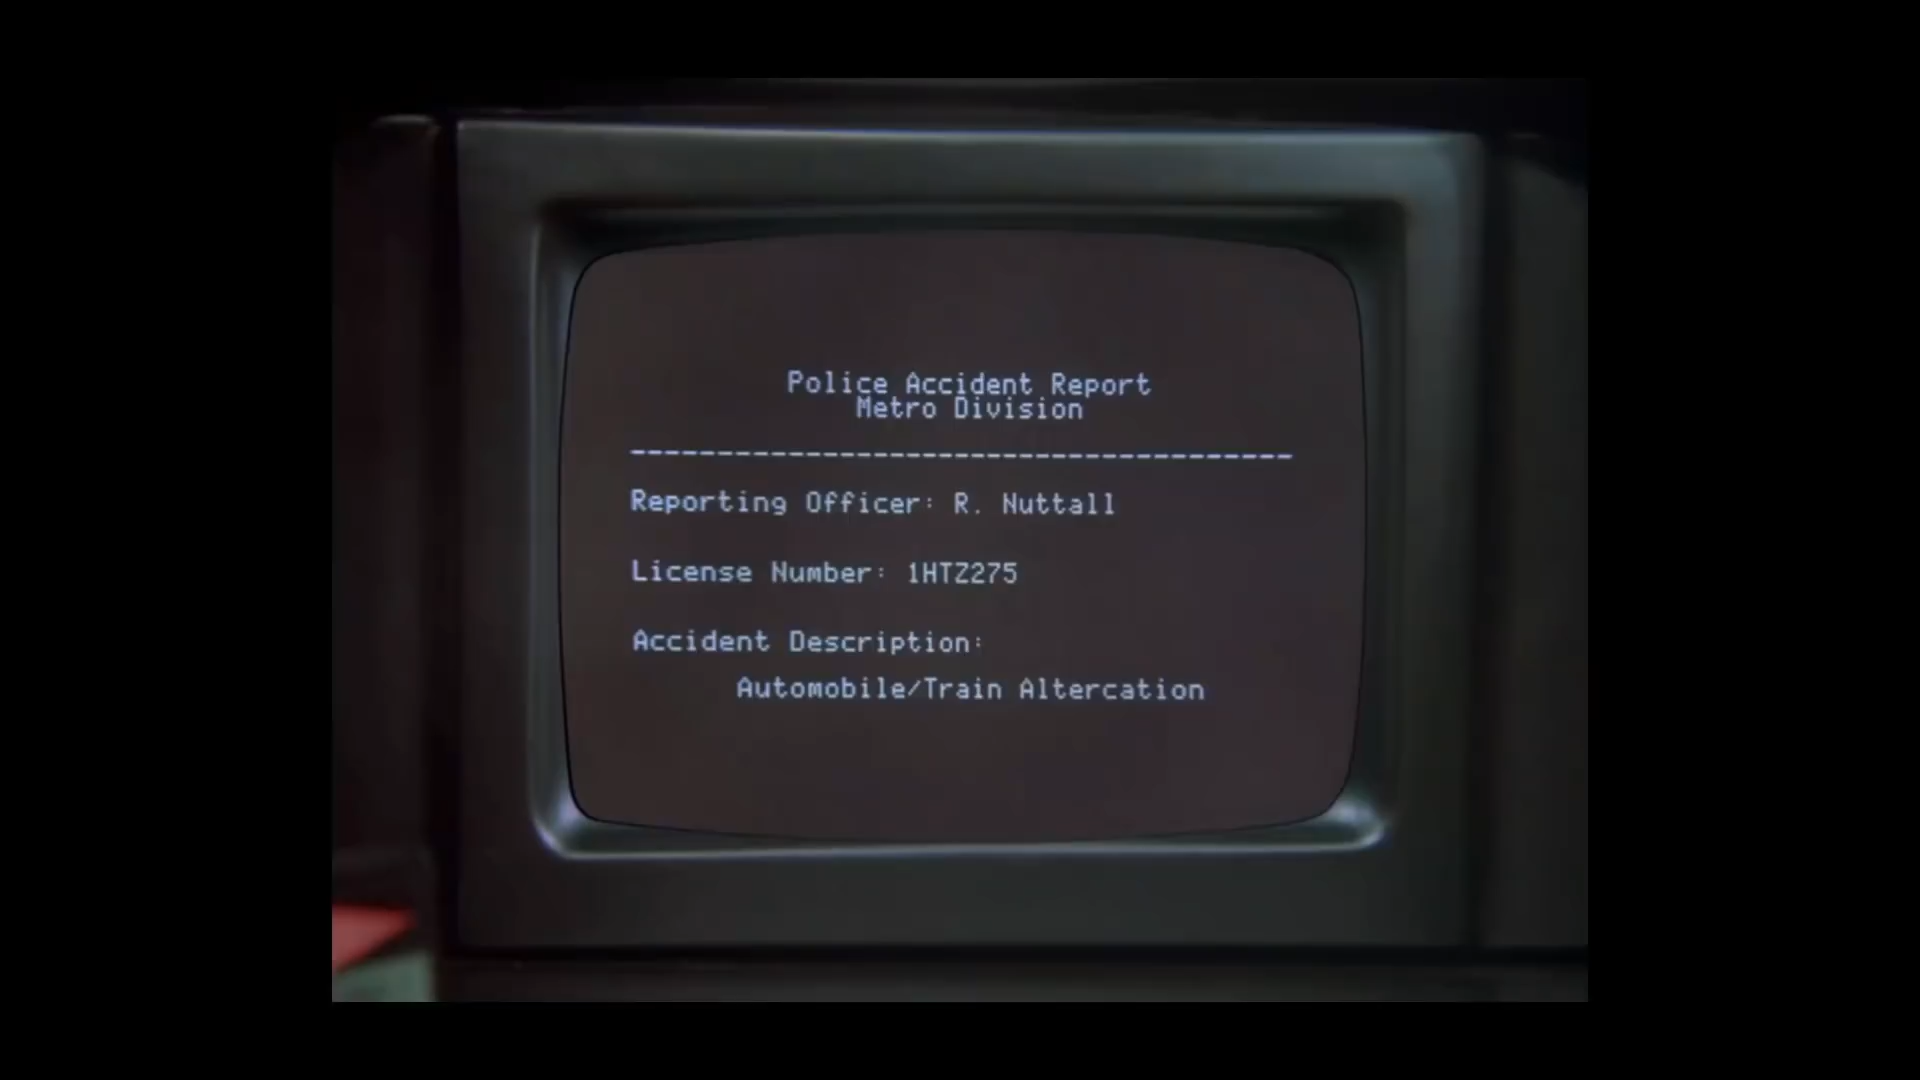 Police Accident Report
Metro Division
-----------------------------------------
Reporting Officer: R. Nuttall
License Number: 1HTZ275
Accident Description:
Automobile/Train Altercation